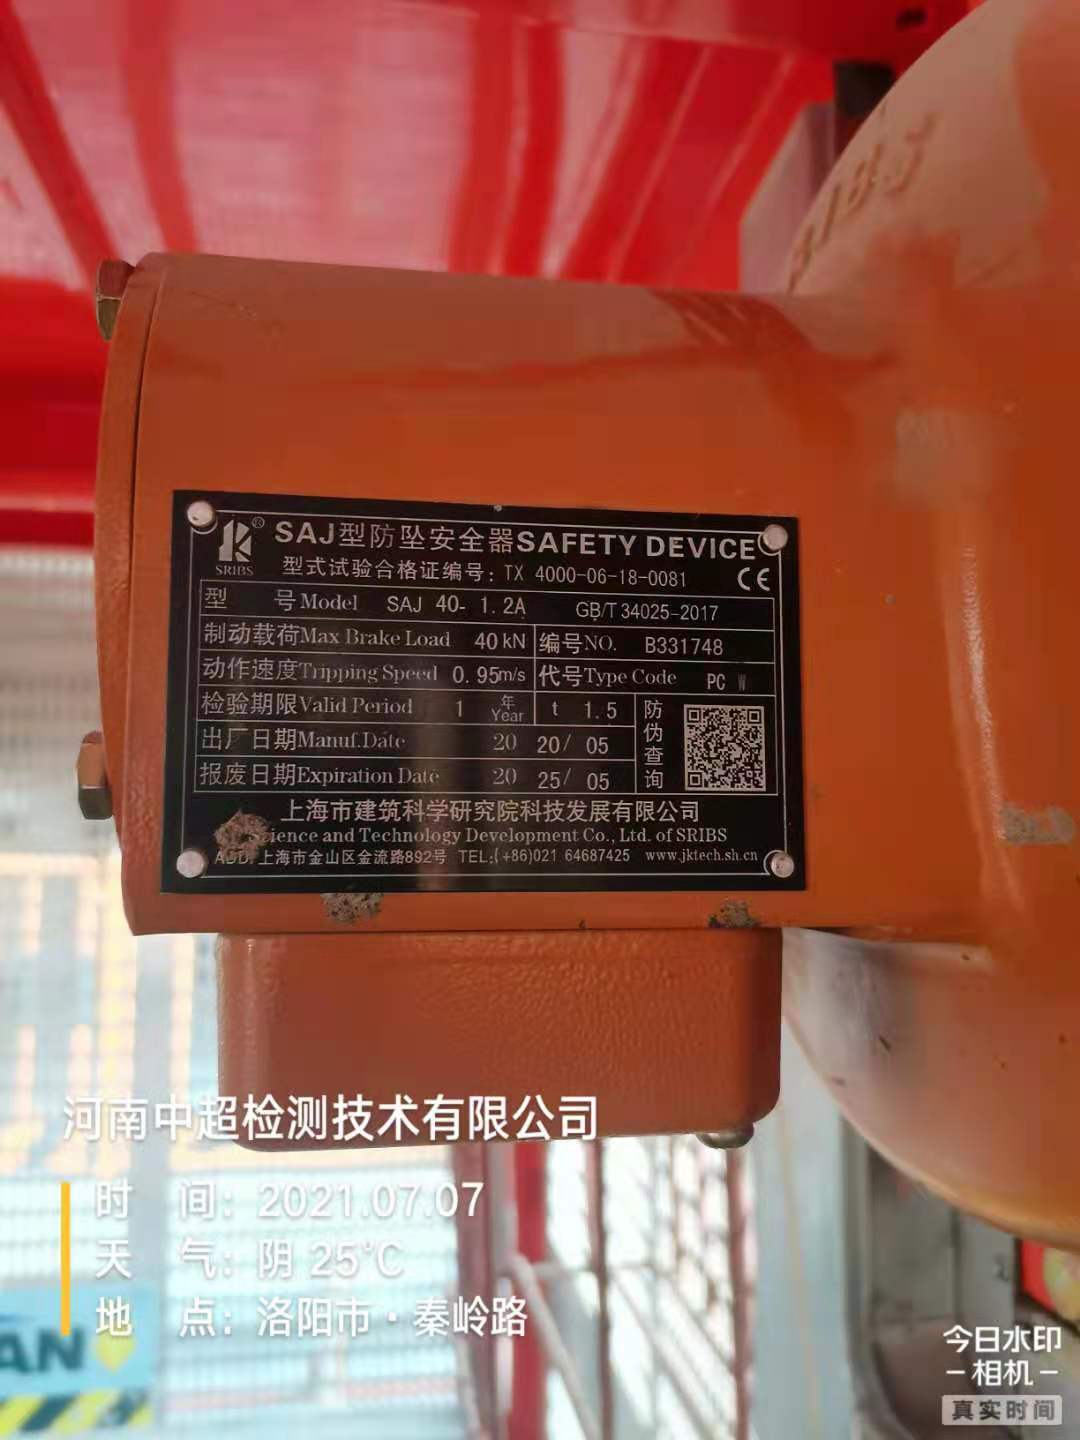 SRIBS
®
SRIBS
SAJ型防坠安全器SAFETY DEVICE
型式试验合格证编号: TX 4000-06-18-0081
CE
型 号Model SAJ 40- 1.2A GB/T 34025-2017
制动载荷Max Brake Load 40 kN 编号NO. B331748
动作速度Tripping Speed 0.95m/s 代号Type Code PC W
检验期限Valid Period 1 年 Year t 1.5
防伪查询
出厂日期Manuf.Date 20 20/ 05
报废日期Expiration Date 20 25/ 05
上海市建筑科学研究院科技发展有限公司
Science and Technology Development Co., Ltd. of SRIBS
ADD: 上海市金山区金流路892号 TEL:(+86)021 64687425 www.jktech.sh.cn
河南中超检测技术有限公司
时 间: 2021.07.07
天 气: 阴 25℃
地 点: 洛阳市·秦岭路
AN
今日水印
-相机-
真实时间